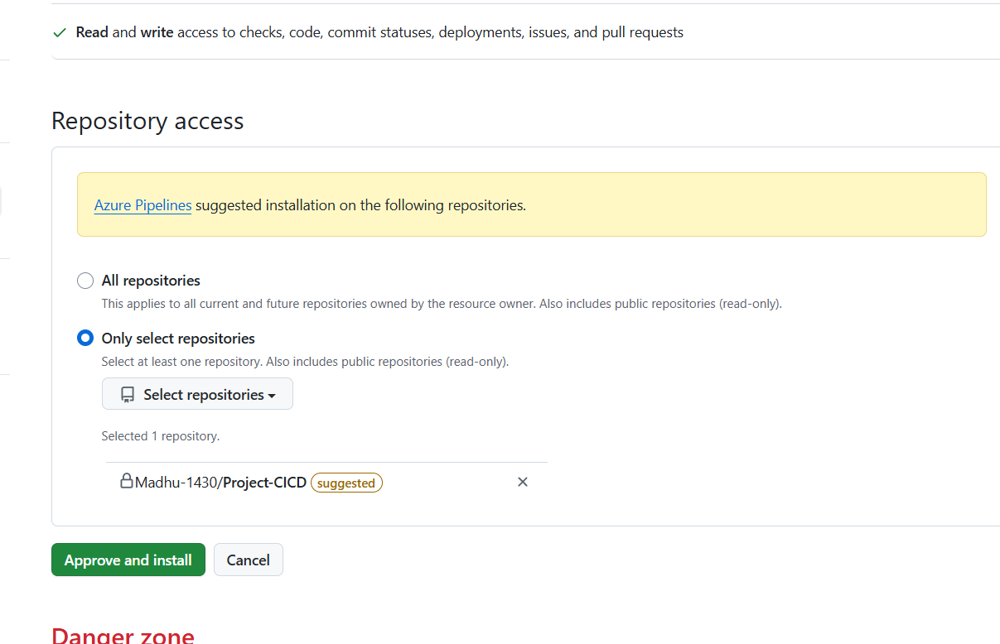 Read and write access to checks, code, commit statuses, deployments, issues, and pull requests
Repository access
Azure Pipelines suggested installation on the following repositories.
All repositories
This applies to all current and future repositories owned by the resource owner. Also includes public repositories (read-only).
Only select repositories
Select at least one repository. Also includes public repositories (read-only).
Select repositories
Selected 1 repository.
Madhu-1430/Project-CICD suggested
Approve and install Cancel
Danger zone